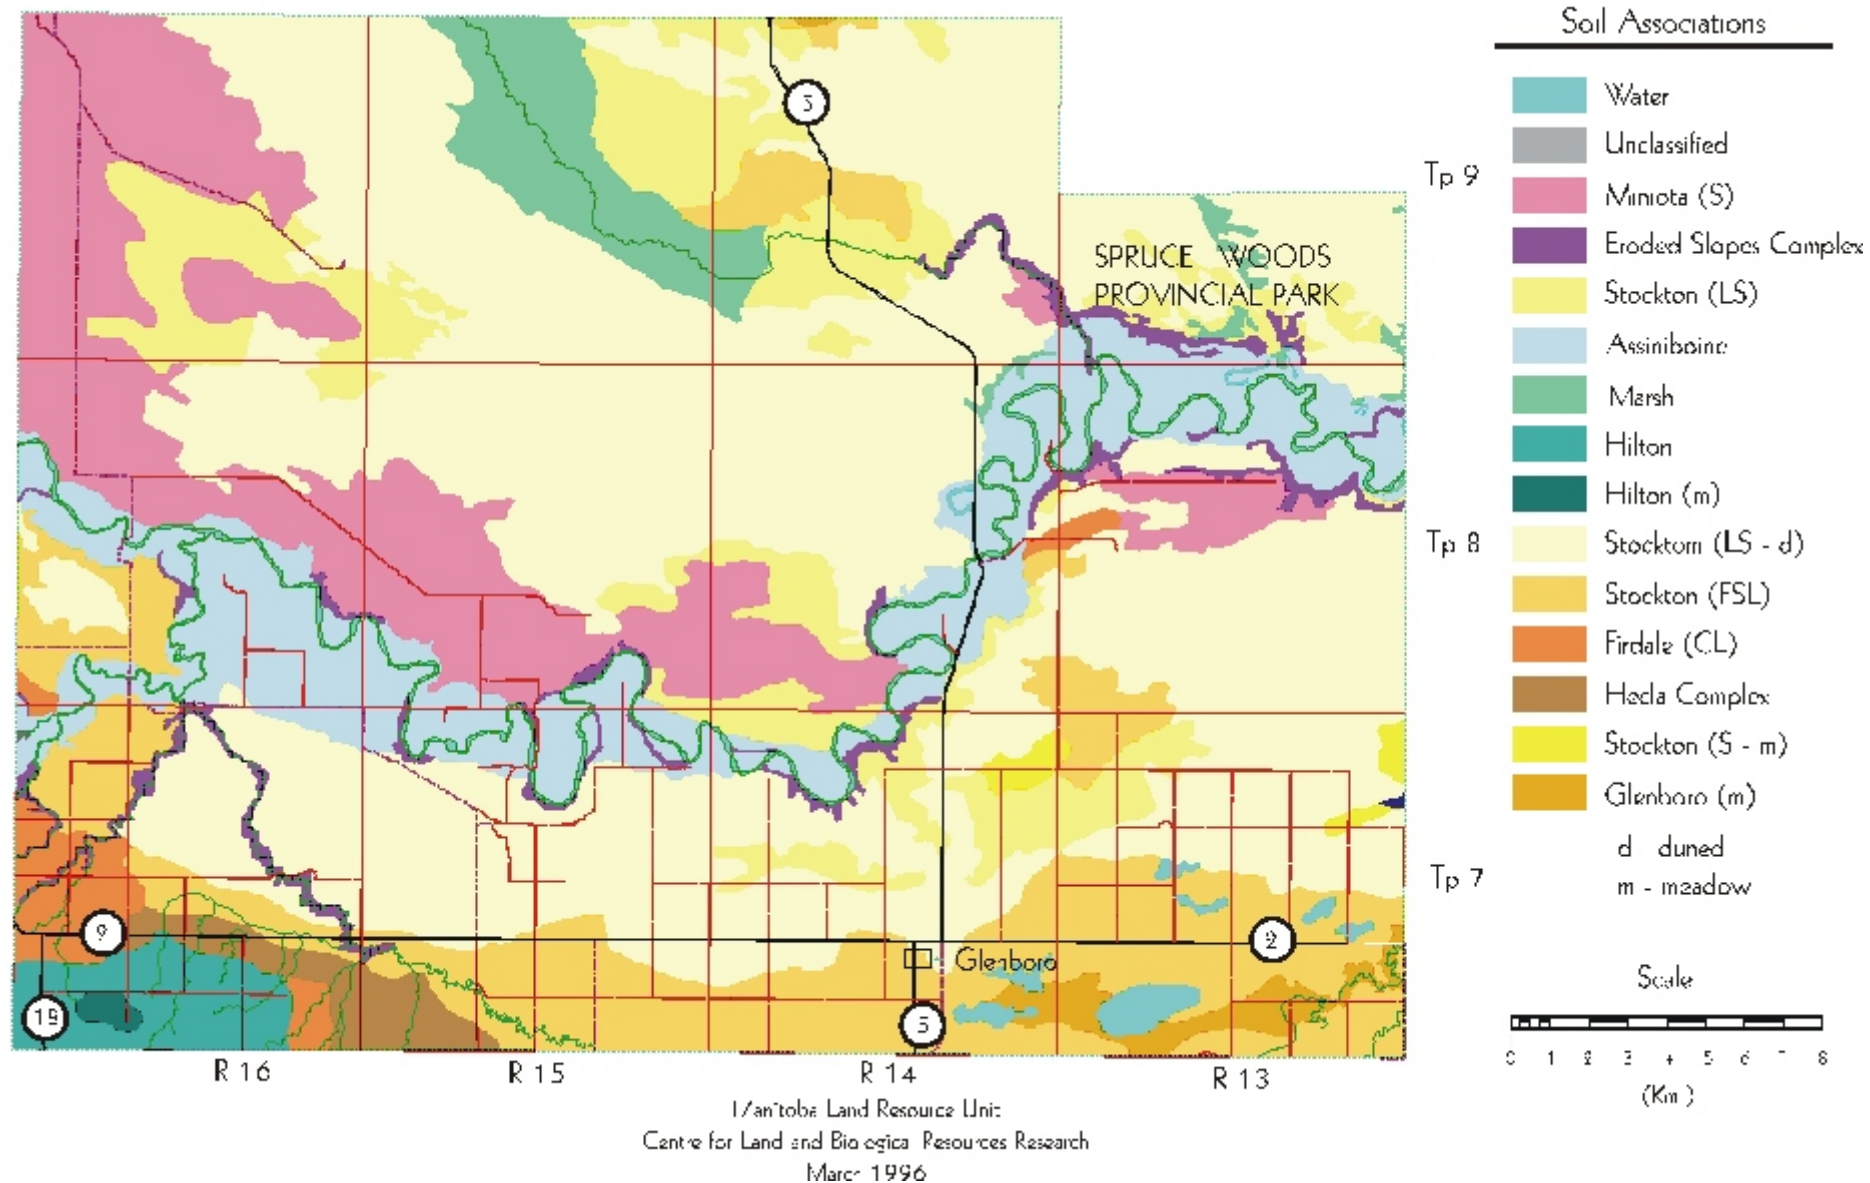 Soil Associations
Water
Unclassified
Miniota (S)
Eroded Slopes Complex
Stockton (LS)
Assiniboine
Marsh
Hilton
Hilton (m)
Stocktom (LS - d)
Stockton (FSL)
Firdale (CL)
Hecla Complex
Stockton (S - m)
Glenboro (m)
d duned
m - meadow
Scale
0 1 2 3 4 5 6 7 8
(Km)
Tp 9
Tp 8
Tp 7
5
SPRUCE WOODS
PROVINCIAL PARK
9
2
Glenboro
19
5
R 16
R 15
R 14
R 13
Manitoba Land Resource Unit
Centre for Land and Biological Resources Research
March 1996